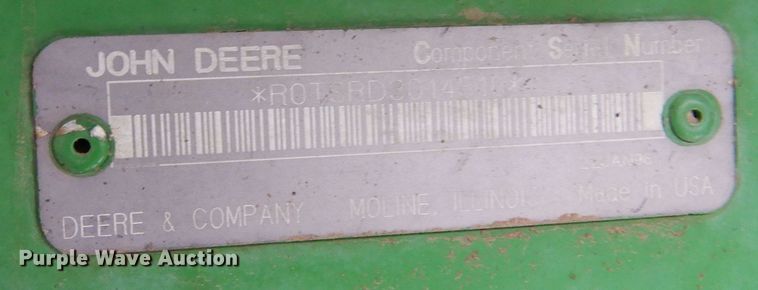 JOHN DEERE Component Serial Number
DEERE & COMPANY MOLINE, ILLINOIS Made in USA
Purple Wave Auction